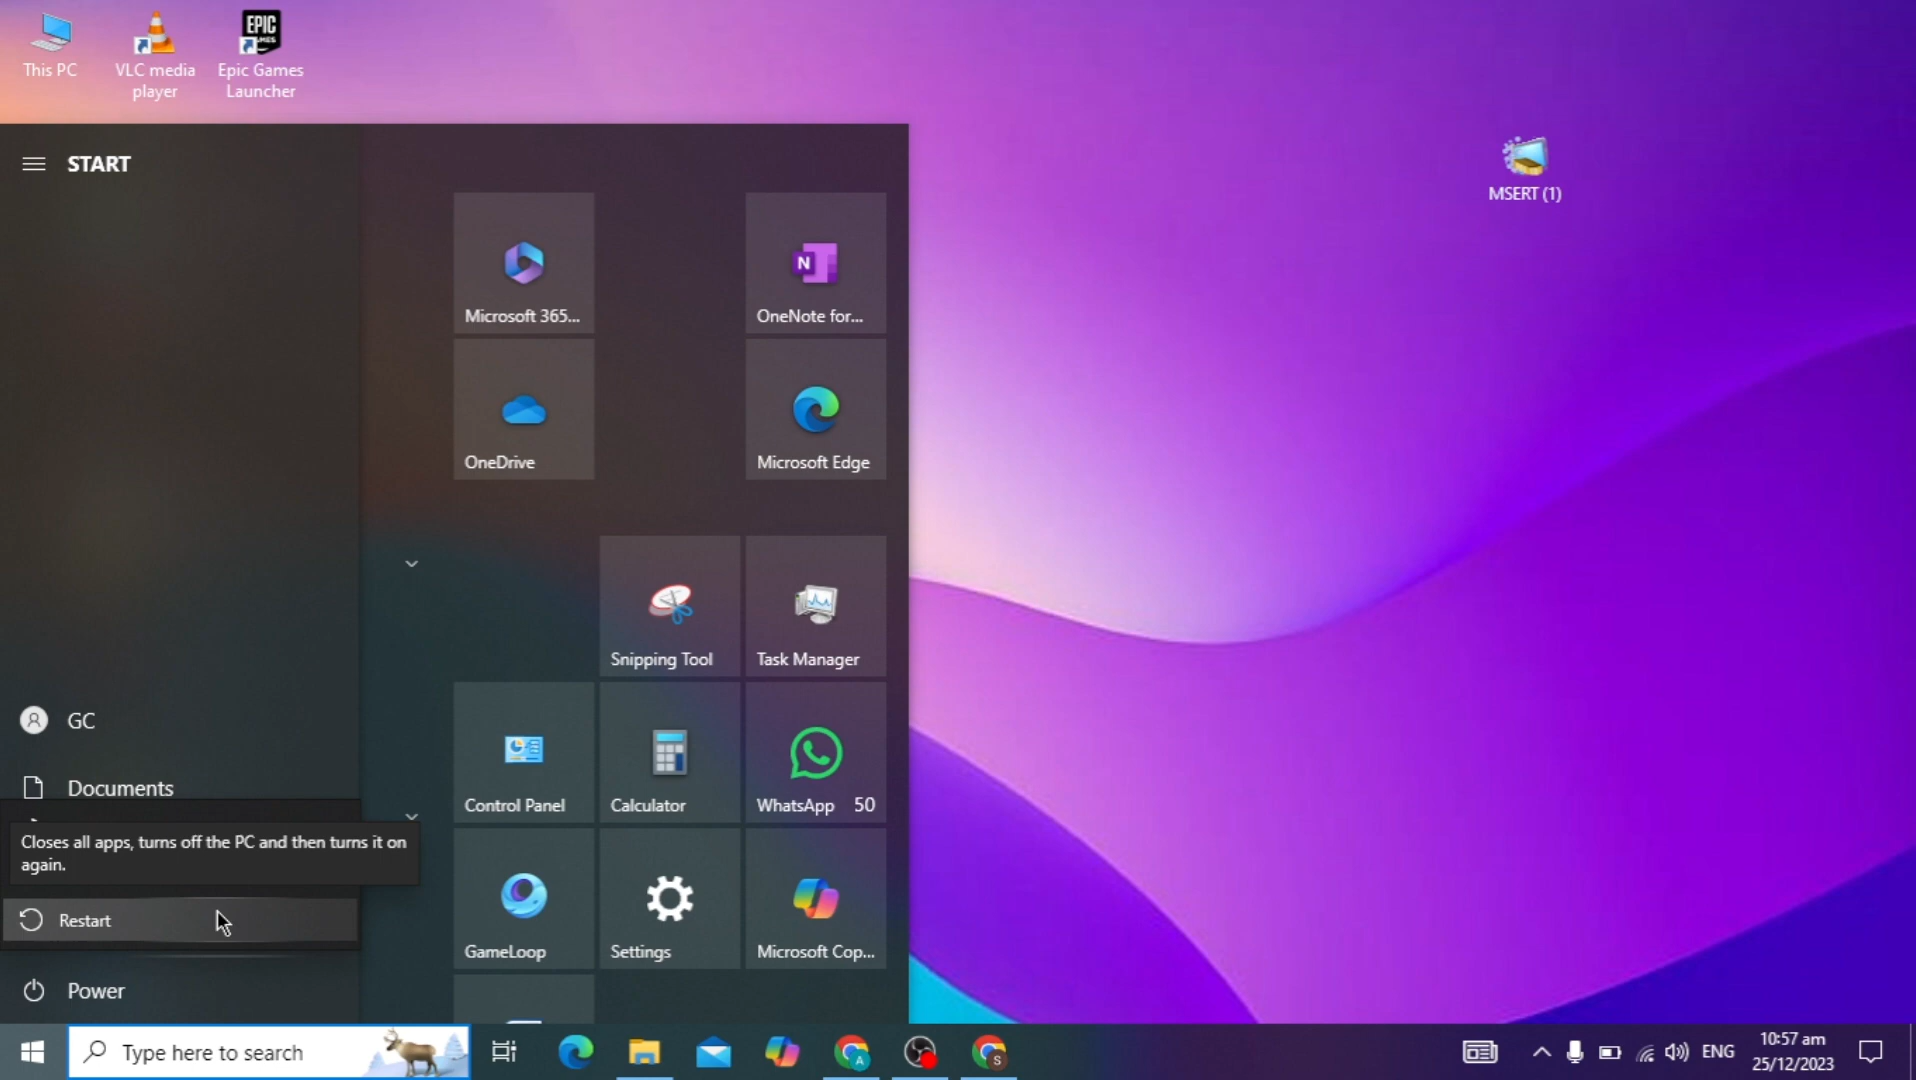 This PC
VLC media
player
EPIC
Epic Games
Launcher
MSERT (1)
START
Microsoft 365...
N
OneNote for...
OneDrive
Microsoft Edge
Snipping Tool
Task Manager
GC
Documents
Control Panel
Calculator
WhatsApp 50
Closes all apps, turns off the PC and then turns it on
again.
Restart
GameLoop
Settings
Microsoft Cop...
Power
Type here to search
A
S
ENG
10:57 am
25/12/2023